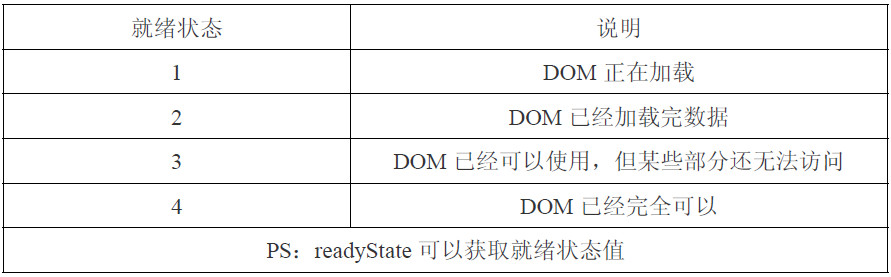 就绪状态 说明
1 DOM 正在加载
2 DOM 已经加载完数据
3 DOM 已经可以使用，但某些部分还无法访问
4 DOM 已经完全可以
PS：readyState 可以获取就绪状态值